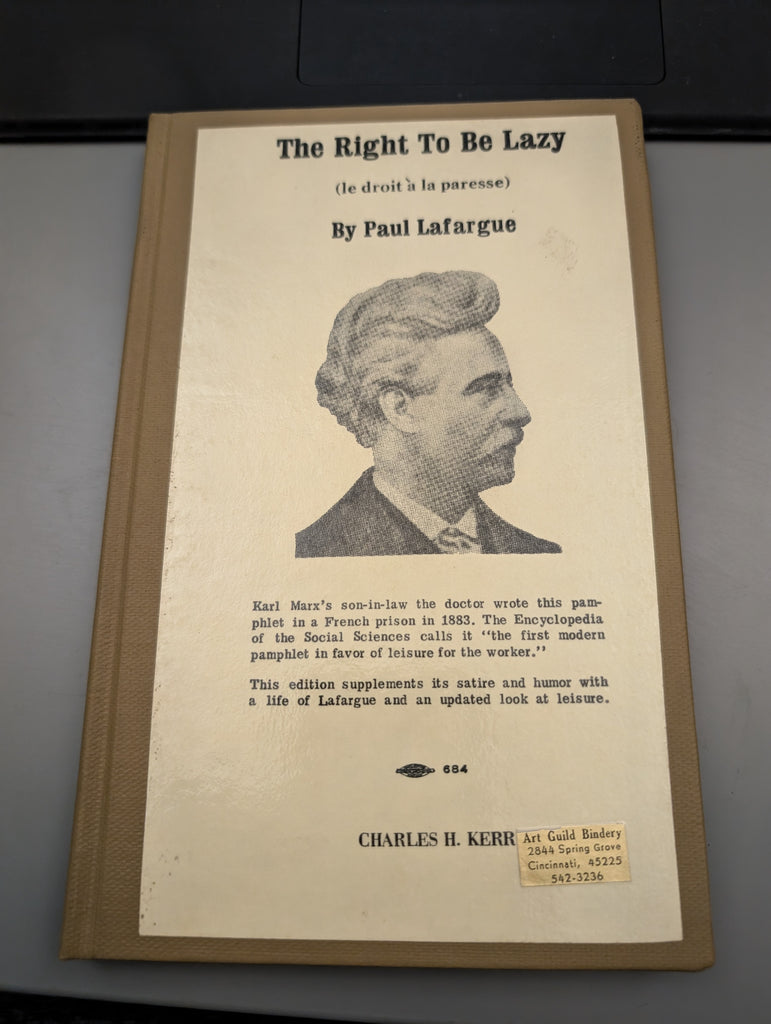 The Right To Be Lazy
(le droit à la paresse)
By Paul Lafargue
Karl Marx's son-in-law the doctor wrote this pam-
phlet in a French prison in 1883. The Encyclopedia
of the Social Sciences calls it "the first modern
pamphlet in favor of leisure for the worker."
This edition supplements its satire and humor with
a life of Lafargue and an updated look at leisure.
684
CHARLES H. KERR
Art Guild Bindery
2844 Spring Grove
Cincinnati, 45225
542-3236